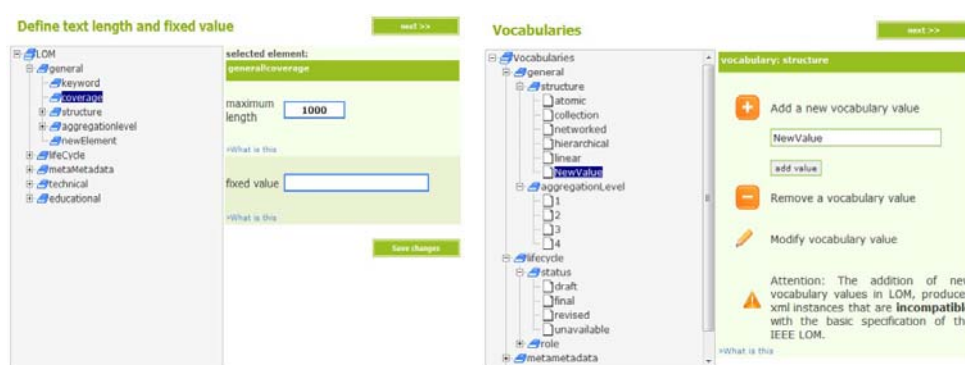 Define text length and fixed value
next >>
LOM
general
keyword
coverage
structure
aggregationlevel
newElement
lifeCycle
metaMetadata
technical
educational
selected element:
general/coverage
maximum
length
1000
»What is this
fixed value
»What is this
Save changes
Vocabularies
next >>
Vocabularies
general
structure
atomic
collection
networked
hierarchical
linear
NewValue
aggregationLevel
1
2
3
4
lifecycle
status
draft
final
revised
unavailable
role
metametadata
vocabulary: structure
Add a new vocabulary value
NewValue
add value
Remove a vocabulary value
Modify vocabulary value
Attention: The addition of new
vocabulary values in LOM, produce
xml instances that are incompatible
with the basic specification of th
IEEE LOM.
»What is this